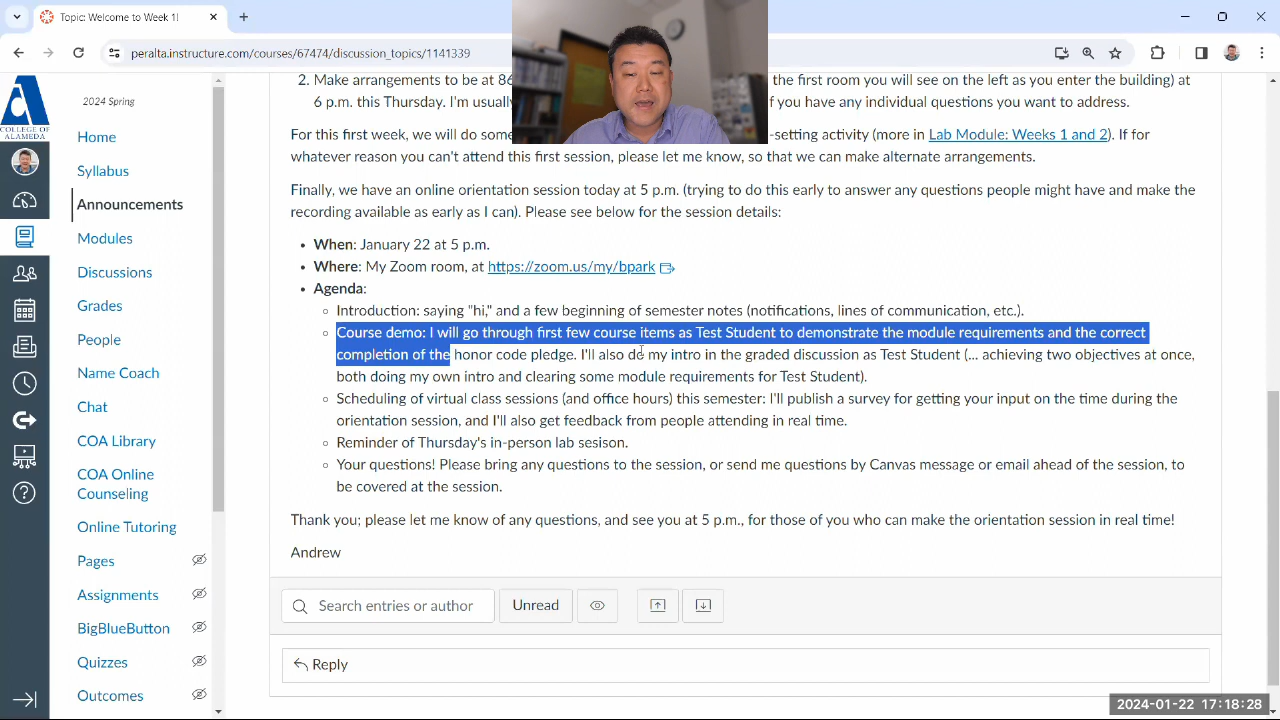 Topic: Welcome to Week 1!
peralta.instructure.com/courses/67474/discussion_topics/1141339
COLLEGE OF
ALAMEDA
2024 Spring
Home
Syllabus
Announcements
Modules
Discussions
Grades
People
Name Coach
Chat
COA Library
COA Online
Counseling
Online Tutoring
Pages
Assignments
BigBlueButton
Quizzes
Outcomes
2. Make arrangements to be at 86
the first room you will see on the left as you enter the building) at
6 p.m. this Thursday. I'm usually
f you have any individual questions you want to address.
For this first week, we will do some
-setting activity (more in Lab Module: Weeks 1 and 2). If for
whatever reason you can't attend this first session, please let me know, so that we can make alternate arrangements.
Finally, we have an online orientation session today at 5 p.m. (trying to do this early to answer any questions people might have and make the
recording available as early as I can). Please see below for the session details:
• When: January 22 at 5 p.m.
• Where: My Zoom room, at https://zoom.us/my/bpark
• Agenda:
Introduction: saying "hi," and a few beginning of semester notes (notifications, lines of communication, etc.).
Course demo: I will go through first few course items as Test Student to demonstrate the module requirements and the correct
completion of the honor code pledge. I'll also do my intro in the graded discussion as Test Student (... achieving two objectives at once,
both doing my own intro and clearing some module requirements for Test Student).
Scheduling of virtual class sessions (and office hours) this semester: I'll publish a survey for getting your input on the time during the
orientation session, and I'll also get feedback from people attending in real time.
Reminder of Thursday's in-person lab sesison.
Your questions! Please bring any questions to the session, or send me questions by Canvas message or email ahead of the session, to
be covered at the session.
Thank you; please let me know of any questions, and see you at 5 p.m., for those of you who can make the orientation session in real time!
Andrew
Search entries or author
Unread
Reply
2024-01-22 17:18:28